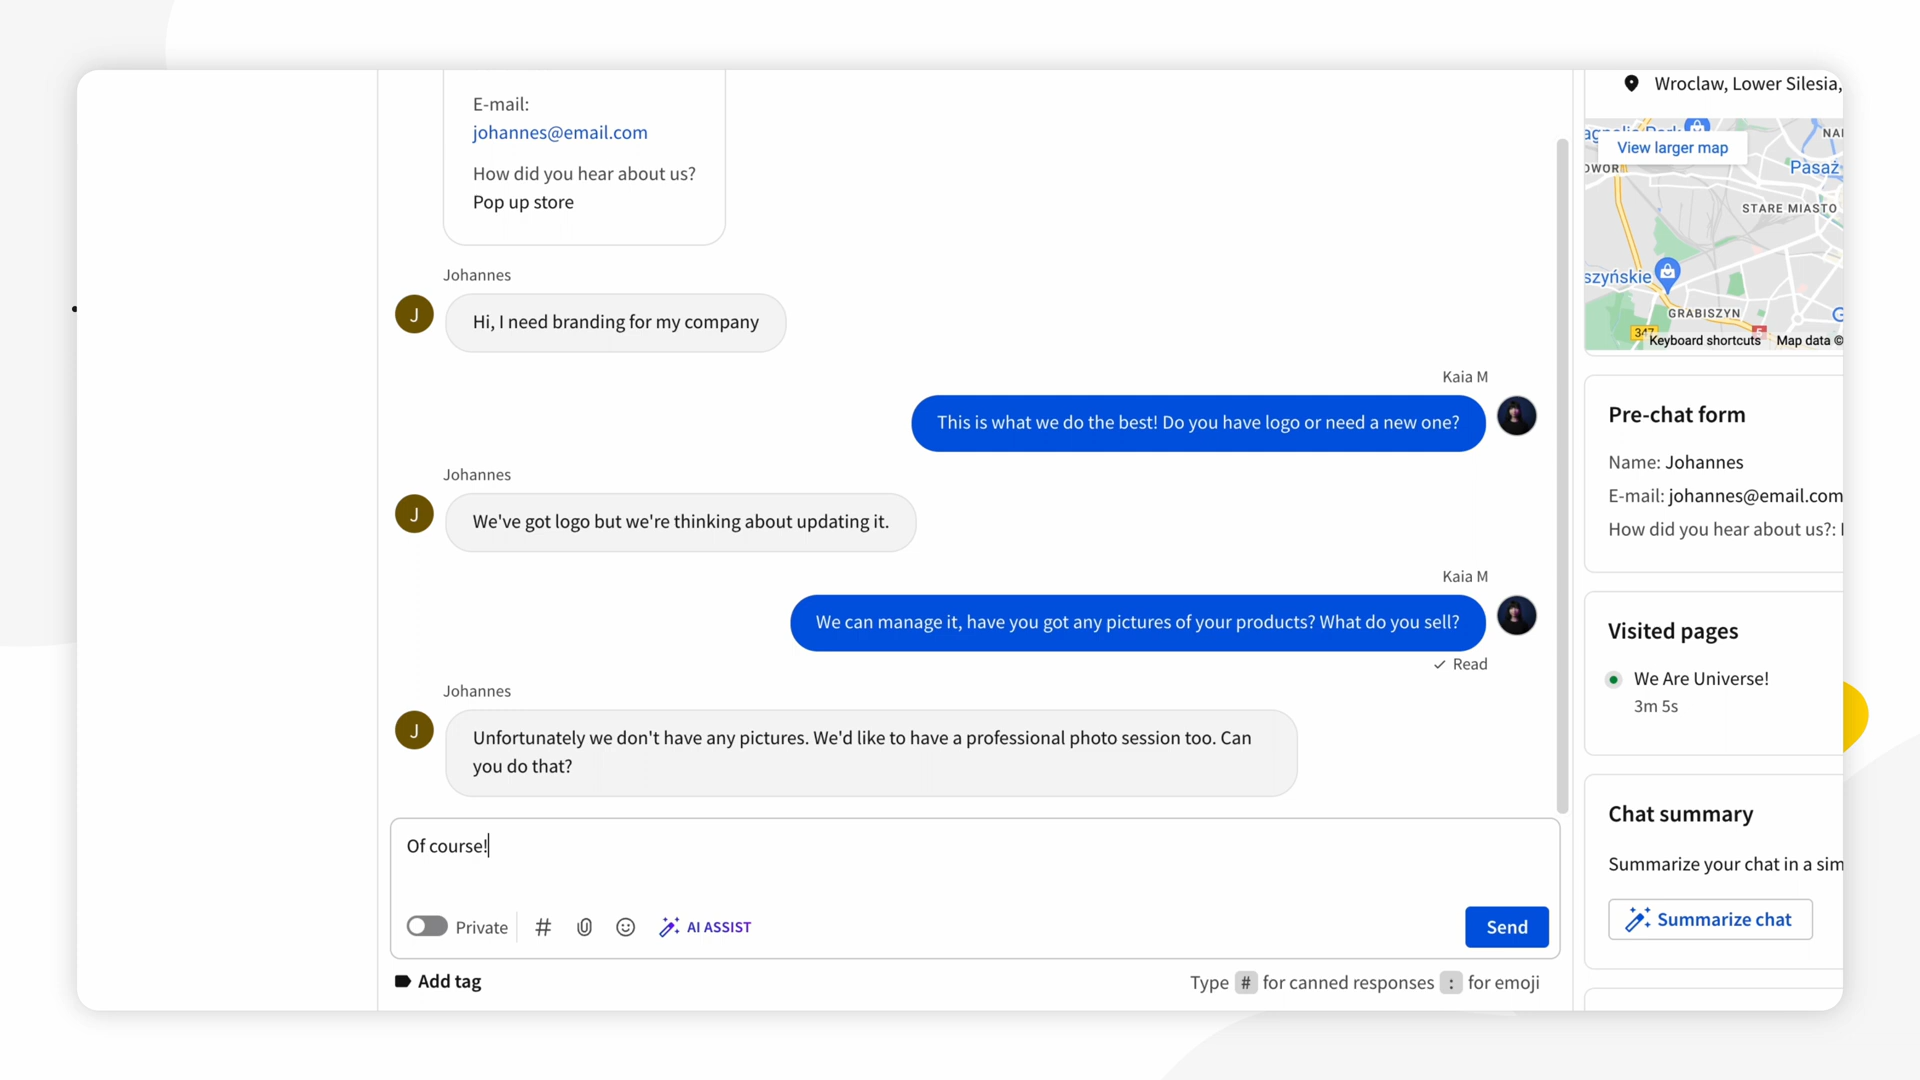 E-mail:
johannes@email.com
How did you hear about us?
Pop up store
Johannes
J
Hi, I need branding for my company
Kaia M
This is what we do the best! Do you have logo or need a new one?
Johannes
J
We've got logo but we're thinking about updating it.
Kaia M
We can manage it, have you got any pictures of your products? What do you sell?
Read
Johannes
J
Unfortunately we don't have any pictures. We'd like to have a professional photo session too. Can
you do that?
Of course!
Private
#
AI ASSIST
Send
Add tag
Type # for canned responses : for emoji
Wroclaw, Lower Silesia,
View larger map
Pasaż
STARE MIASTO
szyńskie
GRABISZYN
347
5
Keyboard shortcuts
Map data ©
Pre-chat form
Name: Johannes
E-mail: johannes@email.com
How did you hear about us?:
Visited pages
We Are Universe!
3m 5s
Chat summary
Summarize your chat in a sim
Summarize chat